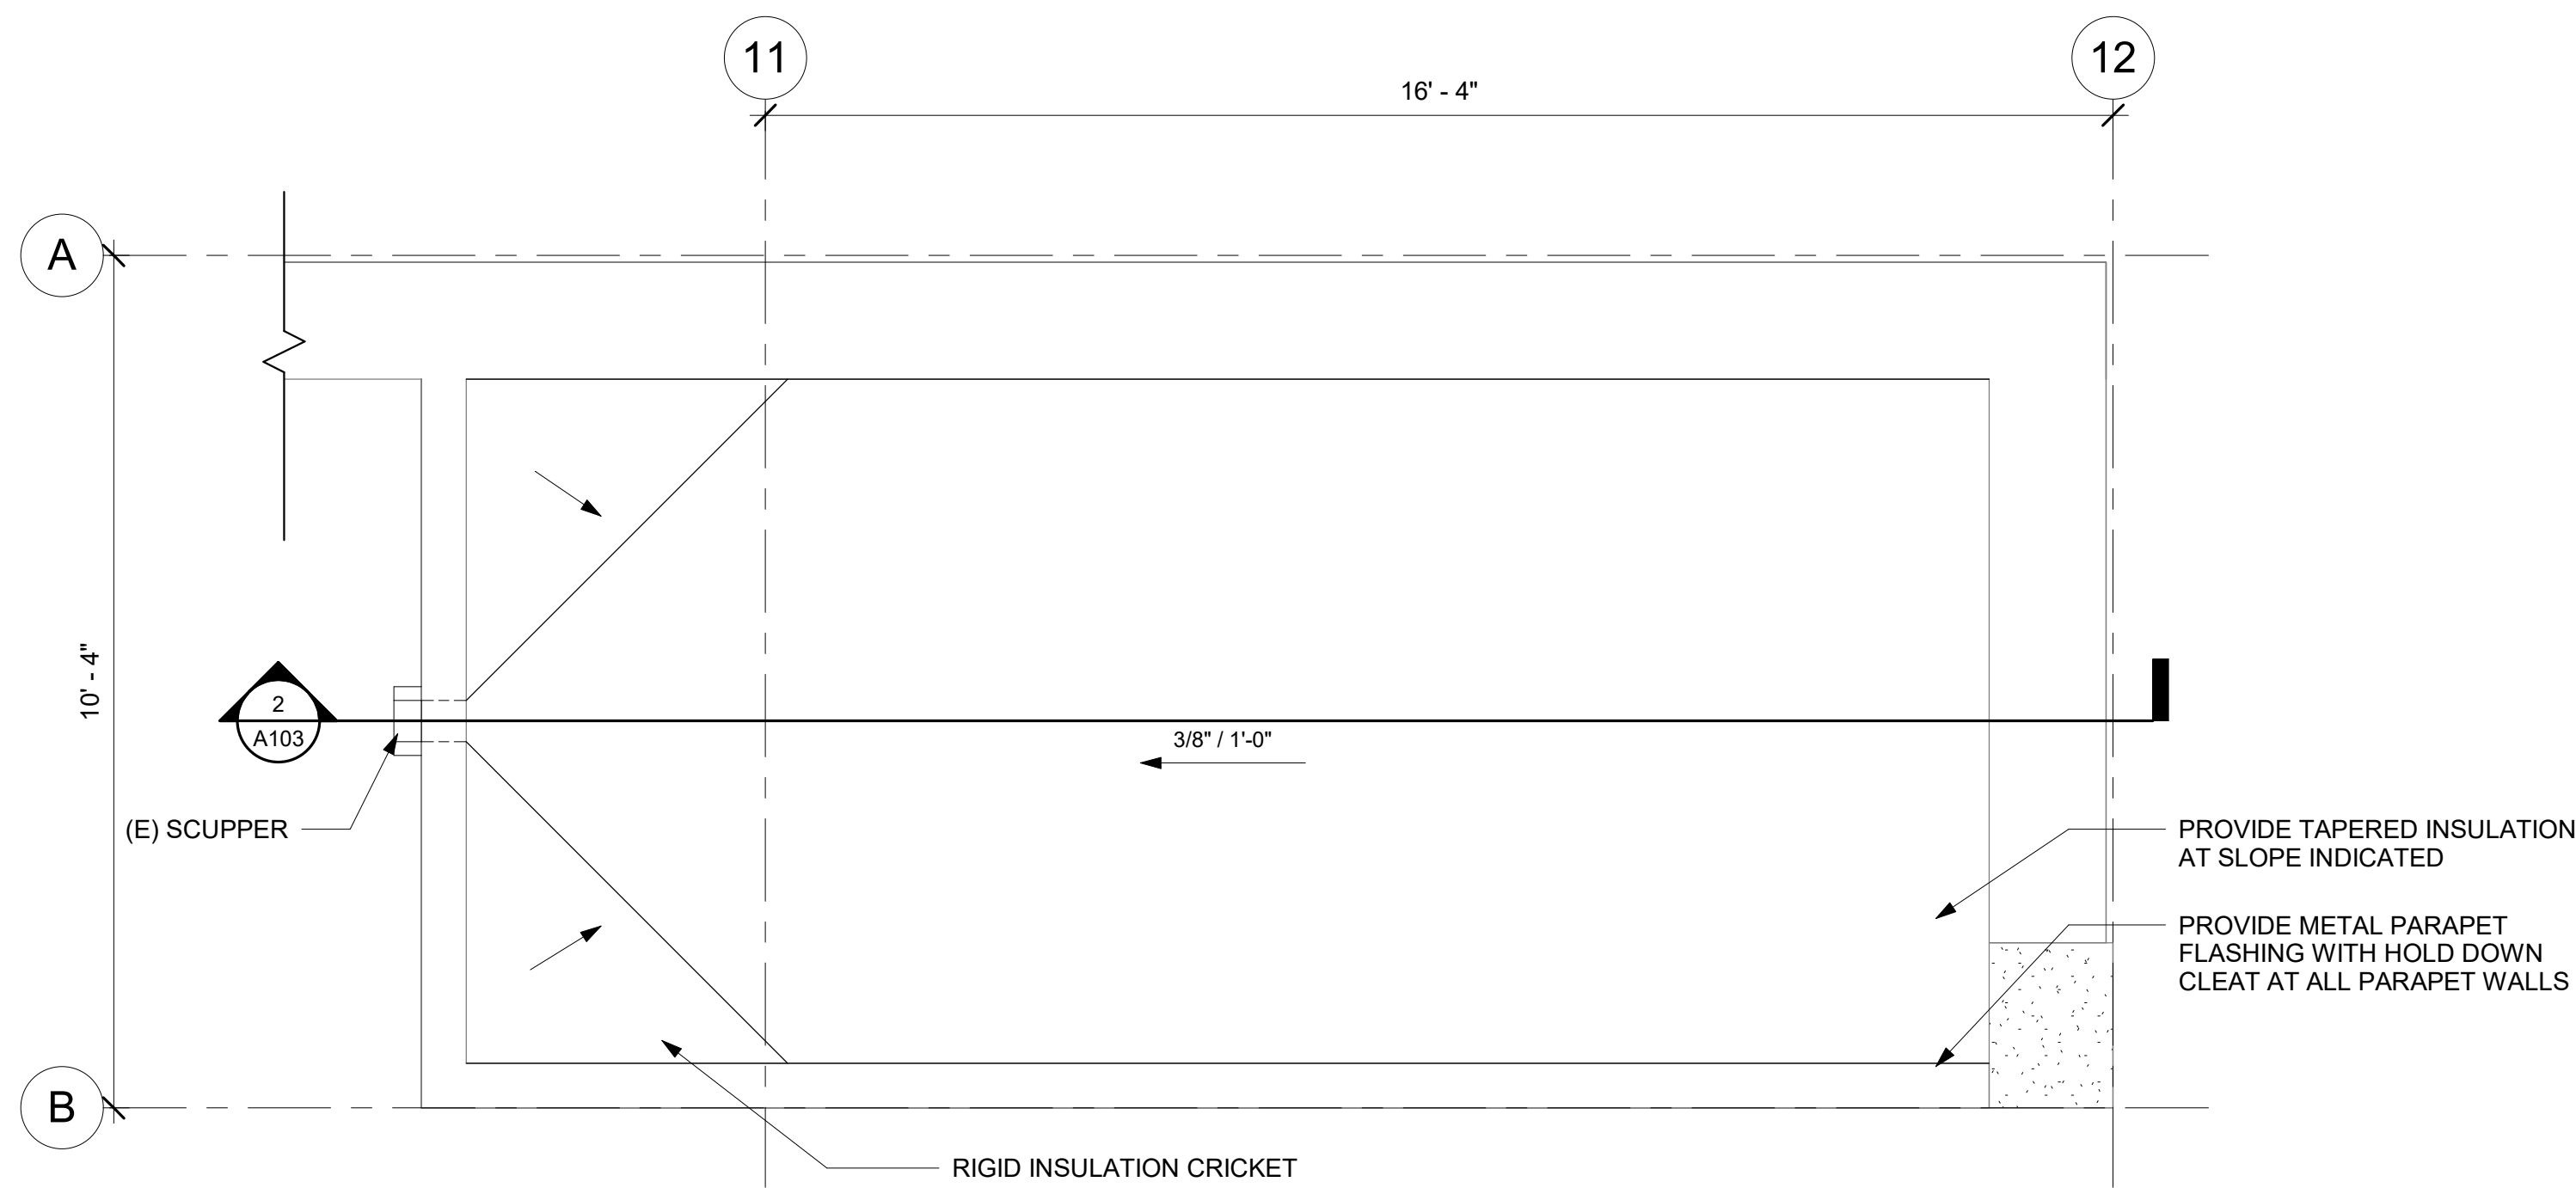 11
12
16' - 4"
A
10' - 4"
2
A103
3/8" / 1'-0"
(E) SCUPPER
PROVIDE TAPERED INSULATION
AT SLOPE INDICATED
PROVIDE METAL PARAPET
FLASHING WITH HOLD DOWN
CLEAT AT ALL PARAPET WALLS
B
RIGID INSULATION CRICKET